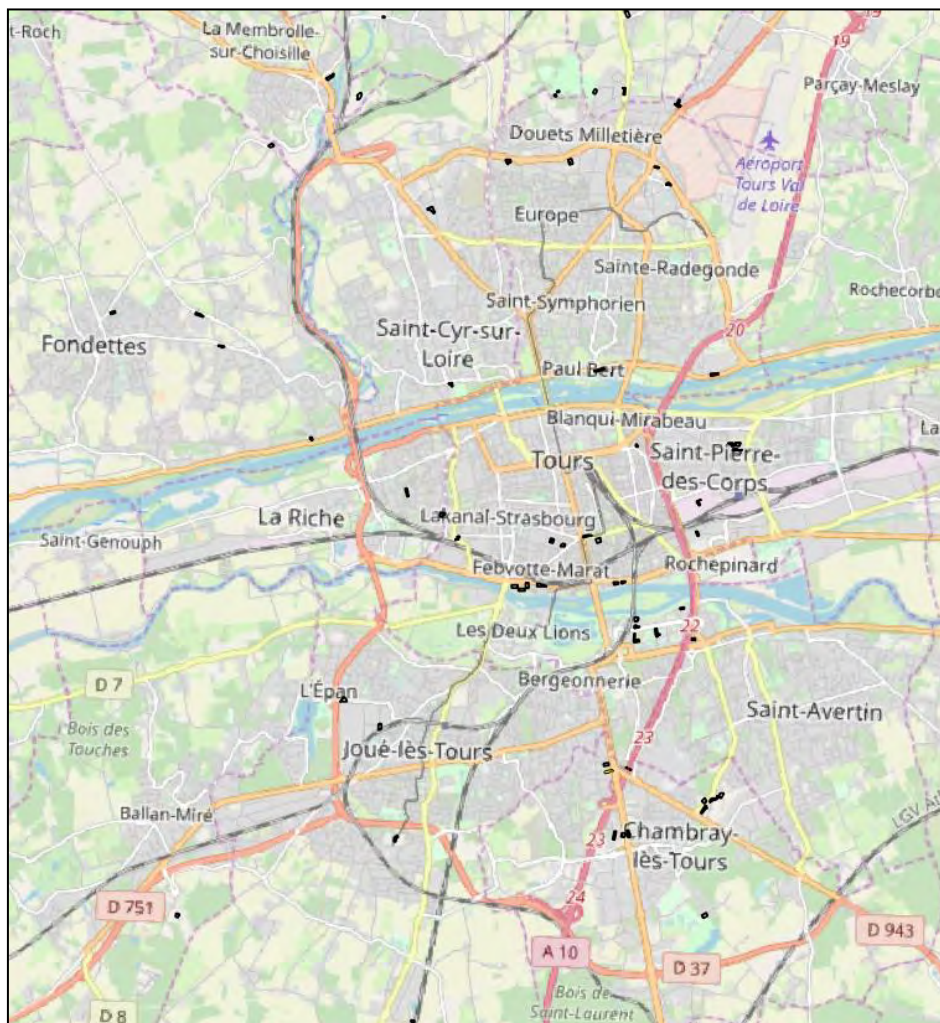 19
t-Roch
La Membrolle-
sur-Choisille
19
Parçay-Meslay
Douets Milletière
Aéroport
Tours Val
de Loire
Europe
Sainte-Radegonde
Rochecorbe
Saint-Symphorien
Saint-Cyr-sur-
Loire
20
Fondettes
Paul Bert
Blanqui-Mirabeau
La
Tours
Saint-Pierre-
des-Corps
La Riche
Lakanal-Strasbourg
Saint-Genouph
Febvotte-Marat
Rochepinard
Les Deux Lions
22
D 7
L'Épan
Bergeonnerie
Saint-Avertin
Bois des
Touches
Joué-lès-Tours
23
Ballan-Miré
LGV
23
Chambray-
lès-Tours
D 751
24
D 943
A 10
D 37
Bois de
Saint-Laurent
D 8